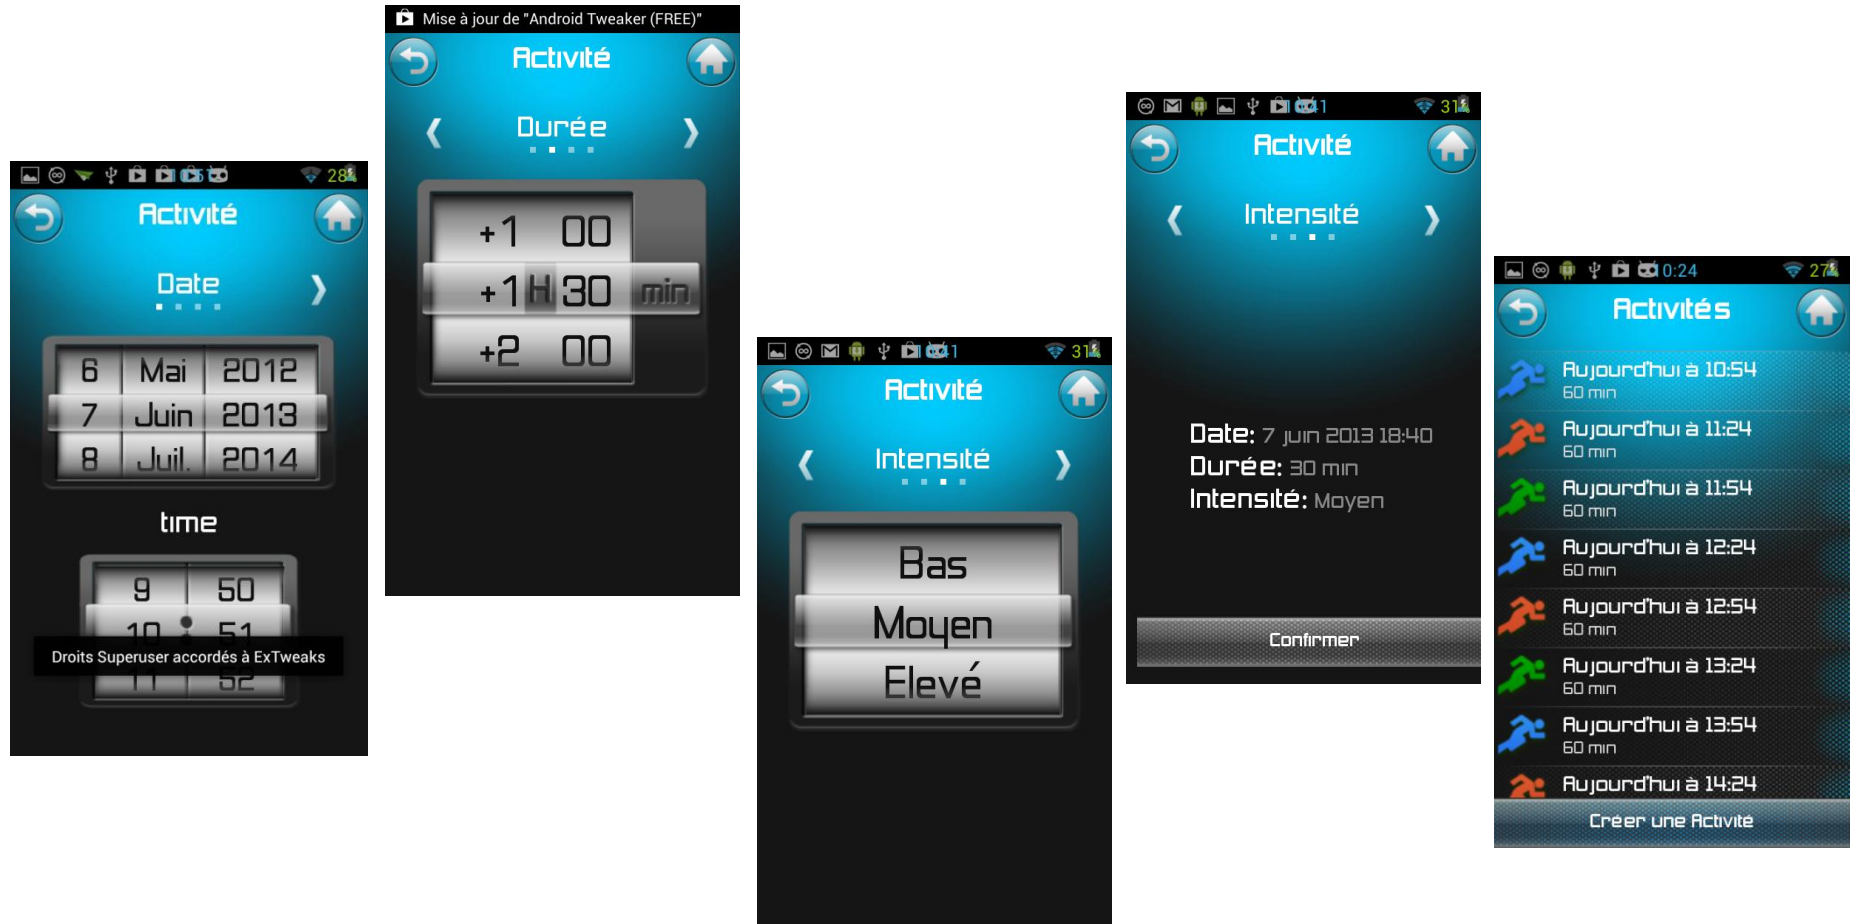 28%
Activité
Date
6 Mai 2012
7 Juin 2013
8 Juil. 2014
time
9 50
10 : 51
Droits Superuser accordés à ExTweaks
11 52
Mise à jour de "Android Tweaker (FREE)"
Activité
Durée
+1 00
+1 H 30 min
+2 00
31%
Activité
Intensité
Bas
Moyen
Elevé
31%
Activité
Intensité
Date: 7 juin 2013 18:40
Durée: 30 min
Intensité: Moyen
Confirmer
10:24 27%
Activités
Aujourd'hui à 10:54
60 min
Aujourd'hui à 11:24
60 min
Aujourd'hui à 11:54
60 min
Aujourd'hui à 12:24
60 min
Aujourd'hui à 12:54
60 min
Aujourd'hui à 13:24
60 min
Aujourd'hui à 13:54
60 min
Aujourd'hui à 14:24
Créer une Activité